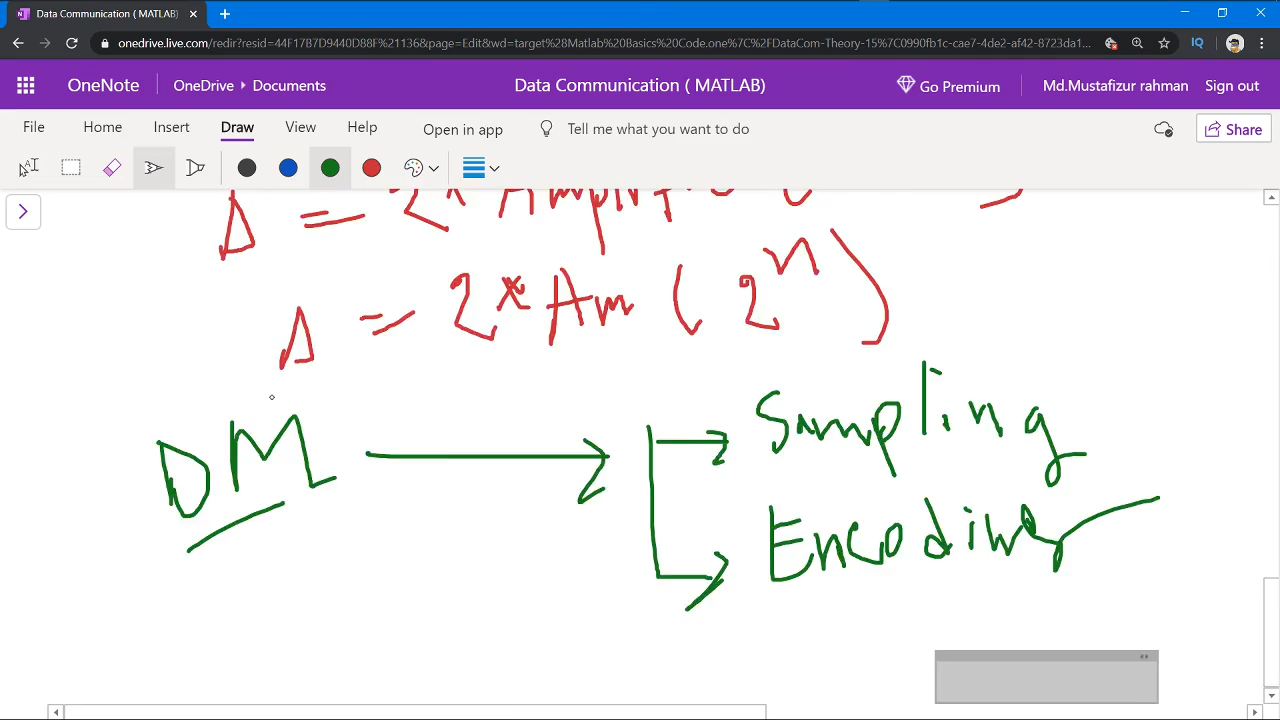 Data Communication (MATLAB)
onedrive.live.com/redir?resid=44F17B7D9440D88F%21136&page=Edit&wd=target%28Matlab%20Basics%20Code.one%7C%2FDataCom-Theory-15%7C0990fb1c-cae7-4de2-af42-8723da1...
OneNote OneDrive Documents Data Communication ( MATLAB) Go Premium Md.Mustafizur rahman Sign out
File Home Insert Draw View Help Open in app Tell me what you want to do Share
Δ =
Δ = 2 x Am ( 2^n )
DM
Sampling
Encoding